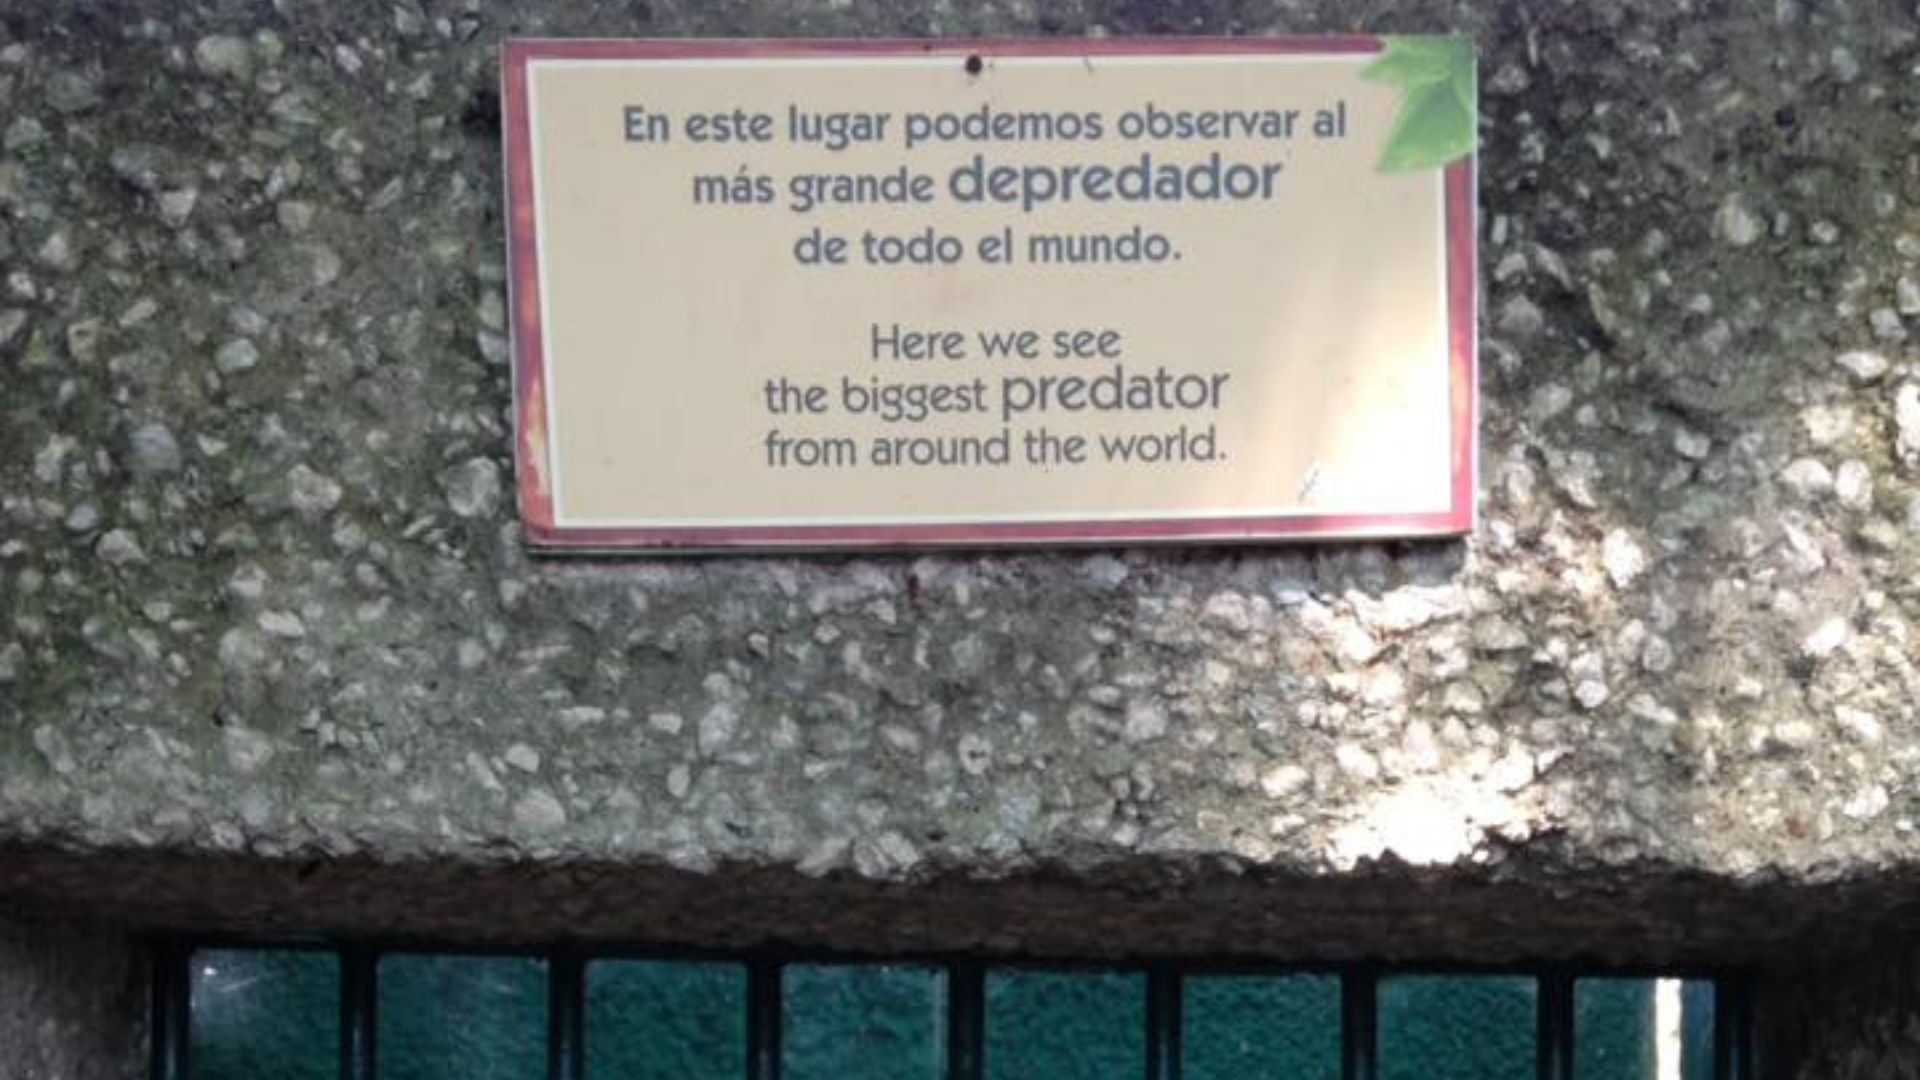 En este lugar podemos observar al
más grande depredador
de todo el mundo.
Here we see
the biggest predator
from around the world.